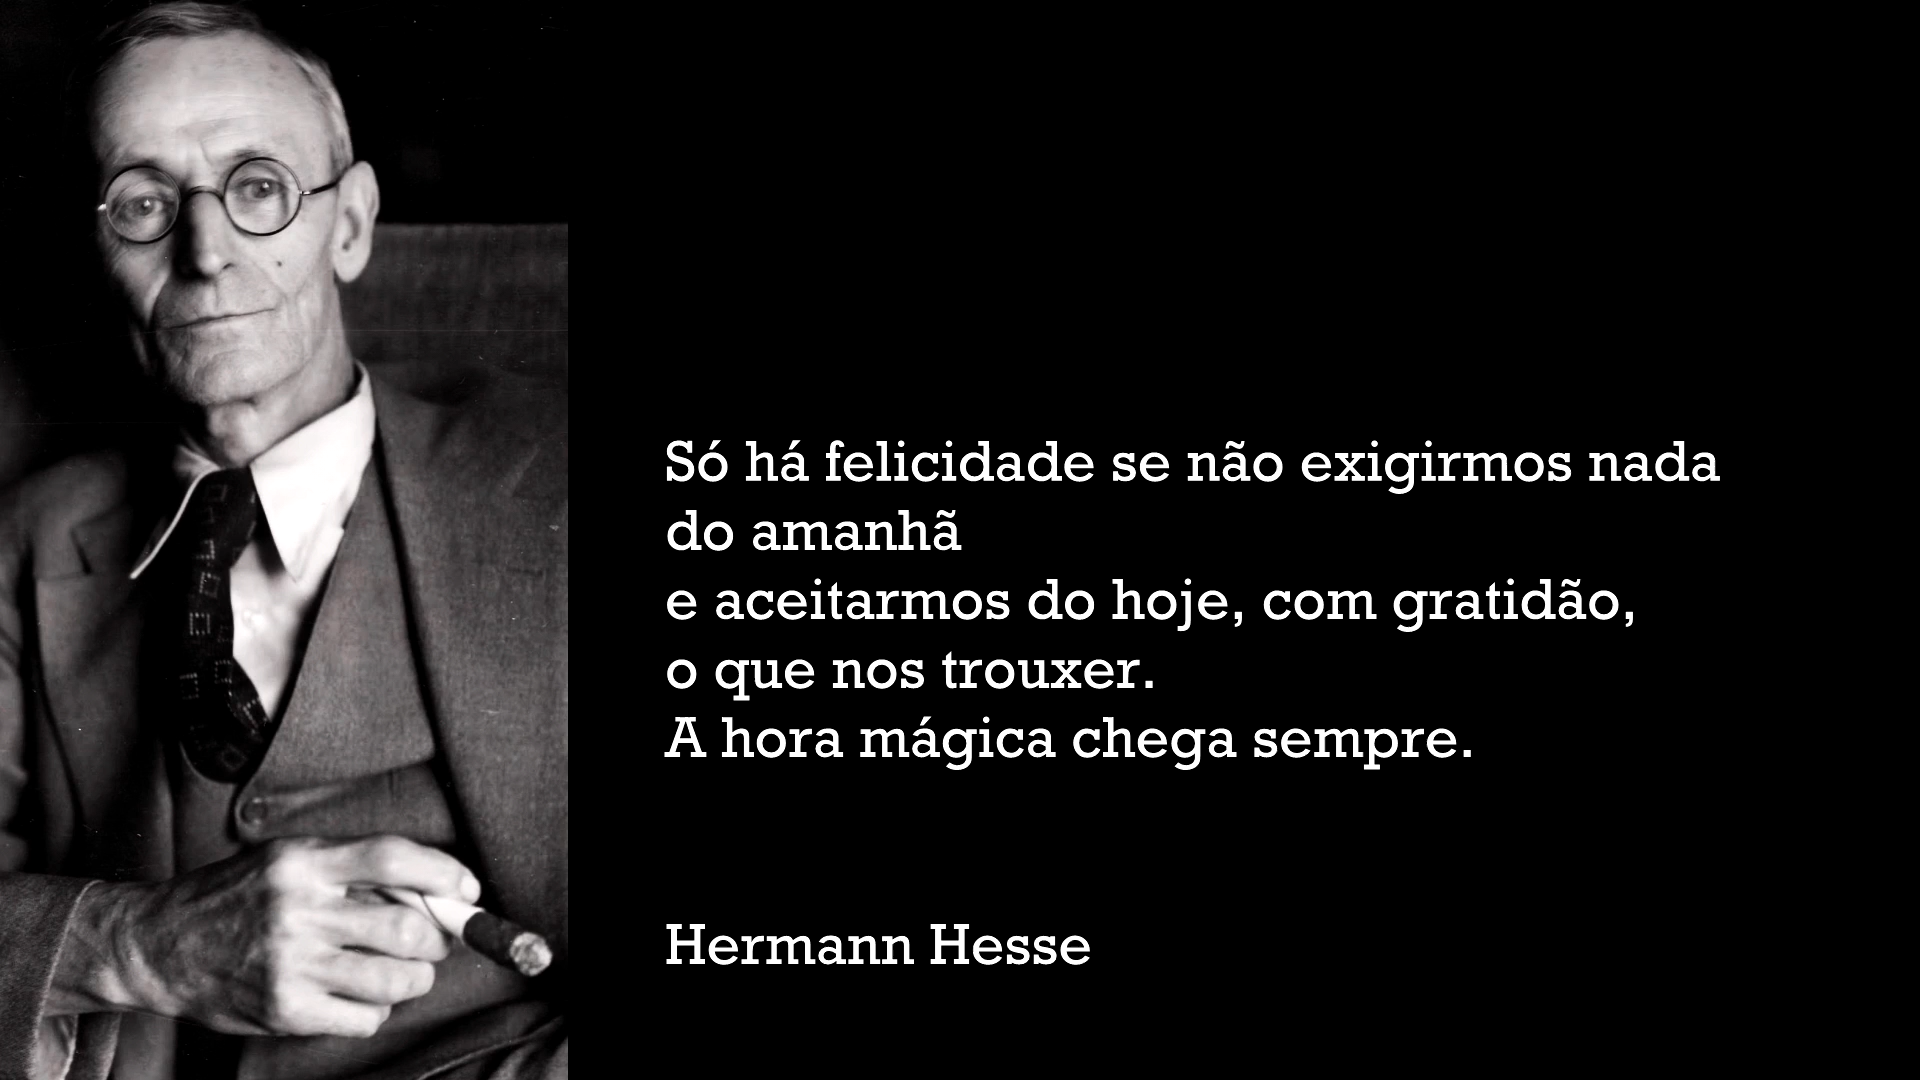 Só há felicidade se não exigirmos nada
do amanhã
e aceitarmos do hoje, com gratidão,
o que nos trouxer.
A hora mágica chega sempre.
Hermann Hesse